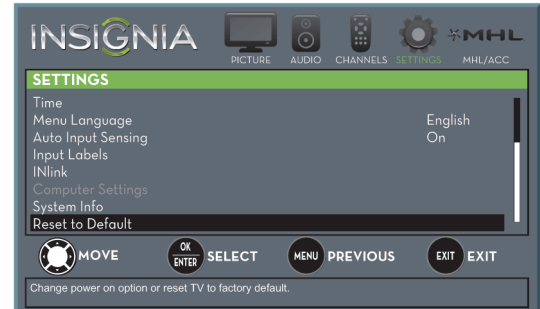 INSIGNIA
PICTURE AUDIO CHANNELS SETTINGS MHL MHL/ACC
SETTINGS
Time
Menu Language English
Auto Input Sensing On
Input Labels
INlink
Computer Settings
System Info
Reset to Default
MOVE OK ENTER SELECT MENU PREVIOUS EXIT EXIT
Change power on option or reset TV to factory default.